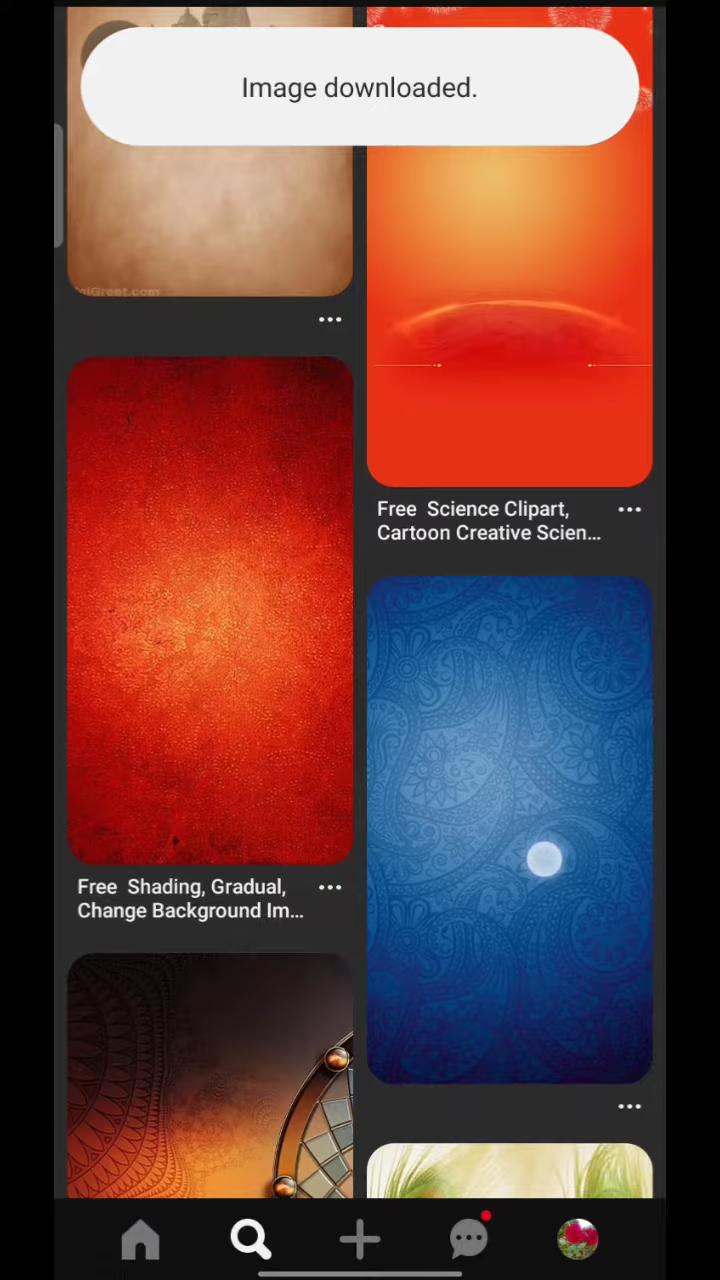 Image downloaded.
Free  Science Clipart,
Cartoon Creative Scien...
Free  Shading, Gradual,
Change Background Im...